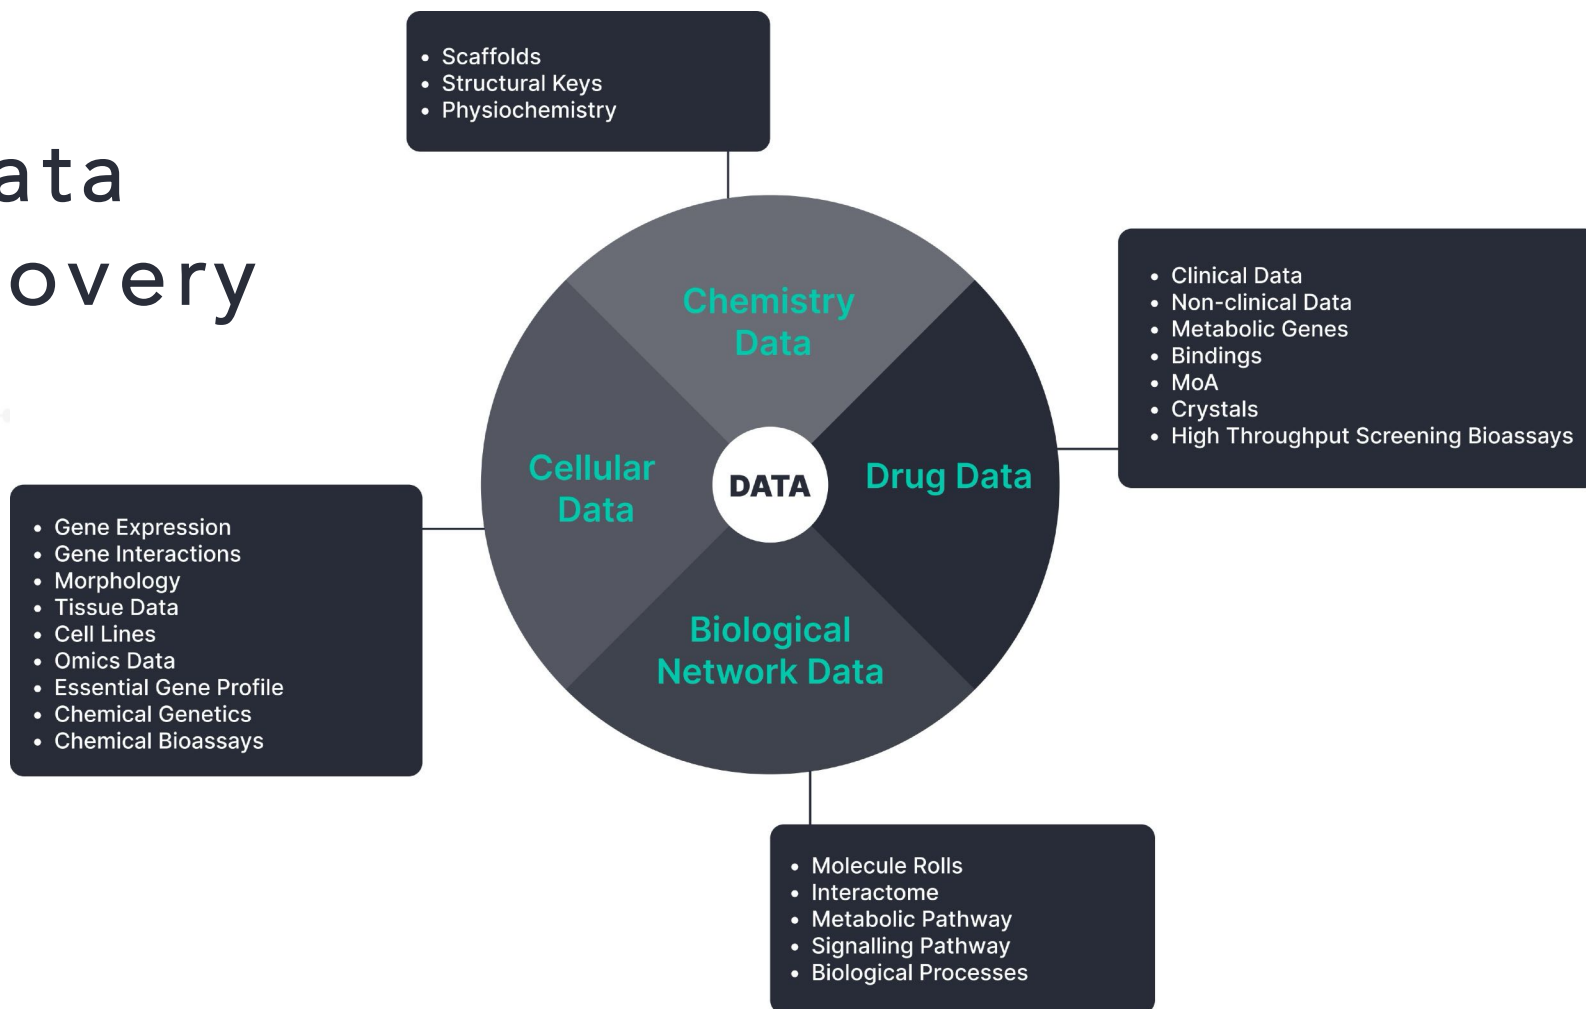 ata
overy
Scaffolds
Structural Keys
Physiochemistry
Chemistry
Data
Clinical Data
Non-clinical Data
Metabolic Genes
Bindings
MoA
Crystals
High Throughput Screening Bioassays
Cellular
Data
DATA
Drug Data
Gene Expression
Gene Interactions
Morphology
Tissue Data
Cell Lines
Omics Data
Essential Gene Profile
Chemical Genetics
Chemical Bioassays
Biological
Network Data
Molecule Rolls
Interactome
Metabolic Pathway
Signalling Pathway
Biological Processes